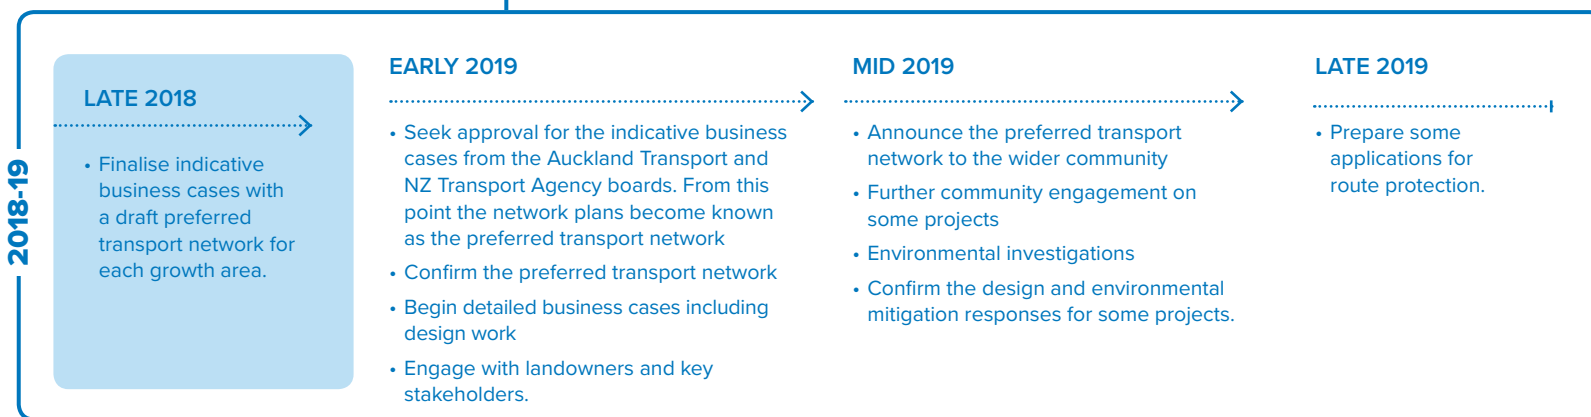 2018-19
LATE 2018
• Finalise indicative
business cases with
a draft preferred
transport network for
each growth area.
EARLY 2019
• Seek approval for the indicative business
cases from the Auckland Transport and
NZ Transport Agency boards. From this
point the network plans become known
as the preferred transport network
• Confirm the preferred transport network
• Begin detailed business cases including
design work
• Engage with landowners and key
stakeholders.
MID 2019
• Announce the preferred transport
network to the wider community
• Further community engagement on
some projects
• Environmental investigations
• Confirm the design and environmental
mitigation responses for some projects.
LATE 2019
• Prepare some
applications for
route protection.